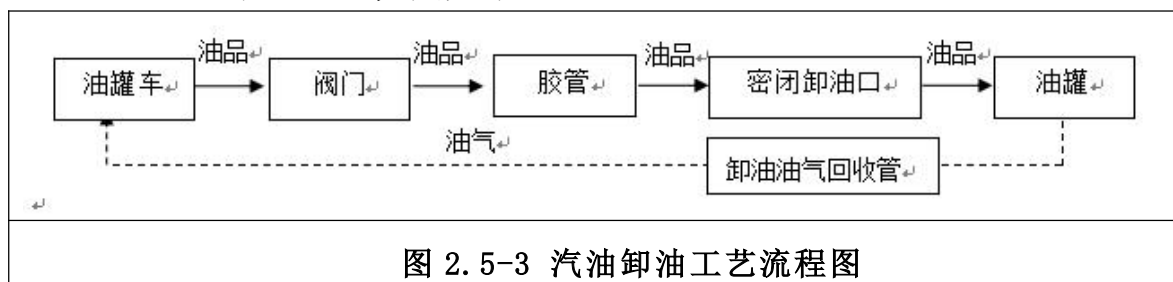 油品 油品 油品 油品
油罐车 阀门 胶管 密闭卸油口 油罐
油气
卸油油气回收管
图 2.5-3 汽油卸油工艺流程图